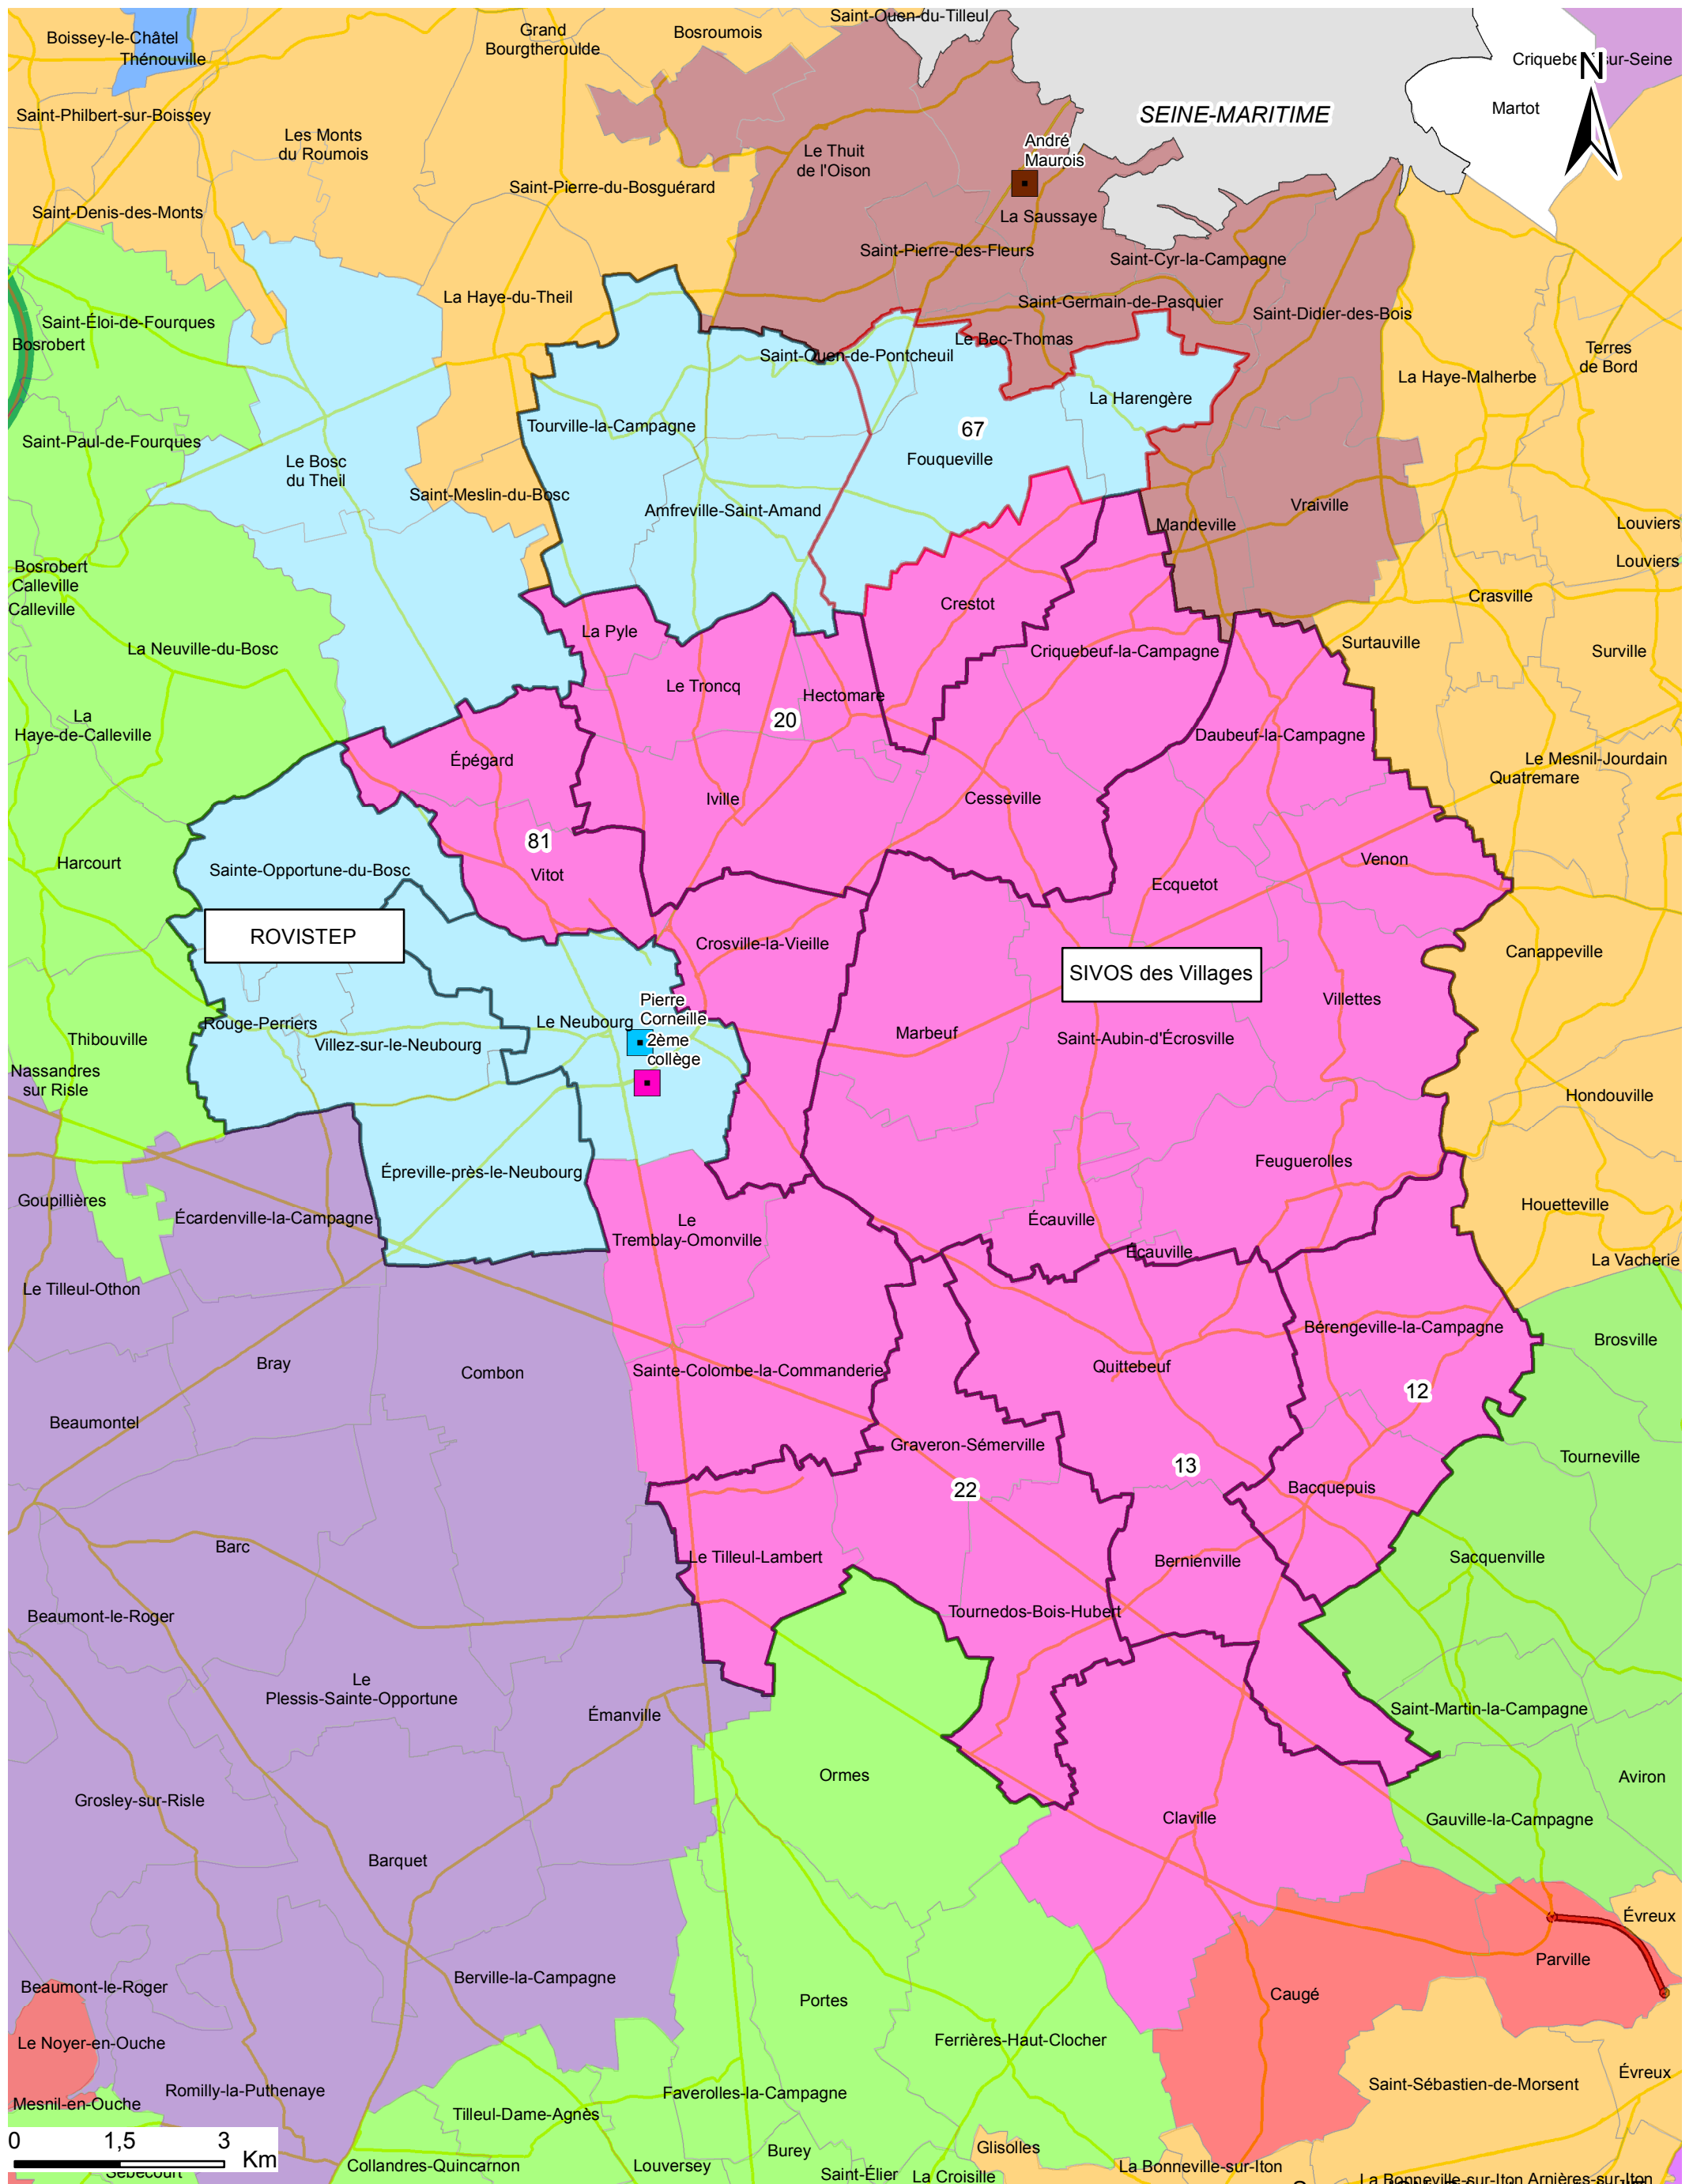 Saint-Ouen-du-Tilleul
Boissey-le-Châtel
Thénouville
Grand
Bourgtheroulde
Bosroumois
Criquebe
sur-Seine
N
Martot
SEINE-MARITIME
Saint-Philbert-sur-Boissey
Les Monts
du Roumois
Le Thuit
de l'Oison
André
Maurois
Saint-Pierre-du-Bosguérard
Saint-Denis-des-Monts
La Saussaye
Saint-Pierre-des-Fleurs
Saint-Cyr-la-Campagne
La Haye-du-Theil
Saint-Germain-de-Pasquier
Saint-Didier-des-Bois
Saint-Éloi-de-Fourques
Bosrobert
Le Bec-Thomas
Saint-Ouen-de-Pontcheuil
Terres
de Bord
La Haye-Malherbe
La Harengère
Tourville-la-Campagne
67
Fouqueville
Saint-Paul-de-Fourques
Le Bosc
du Theil
Saint-Meslin-du-Bosc
Amfreville-Saint-Amand
Vraiville
Mandeville
Louviers
Louviers
Bosrobert
Calleville
Calleville
Crasville
Crestot
La Pyle
La Neuville-du-Bosc
Criquebeuf-la-Campagne
Surtauville
Surville
Le Troncq
Hectomare
20
La
Haye-de-Calleville
Daubeuf-la-Campagne
Épégard
Le Mesnil-Jourdain
Quatremare
Iville
Cesseville
81
Vitot
Harcourt
Sainte-Opportune-du-Bosc
Venon
Ecquetot
ROVISTEP
Crosville-la-Vieille
Canappeville
SIVOS des Villages
Pierre
Corneille
Villettes
Rouge-Perriers
Le Neubourg
Marbeuf
Thibouville
Villez-sur-le-Neubourg
2ème
collège
Saint-Aubin-d'Écrosville
Nassandres
sur Risle
Hondouville
Épreville-près-le-Neubourg
Feuguerolles
Goupillières
Écardenville-la-Campagne
Le
Tremblay-Omonville
Écauville
Houetteville
Écauville
La Vacherie
Le Tilleul-Othon
Bérengeville-la-Campagne
Brosville
Bray
Combon
Sainte-Colombe-la-Commanderie
Quittebeuf
12
Beaumontel
Graveron-Sémerville
Tourneville
13
22
Bacquepuis
Barc
Le Tilleul-Lambert
Bernienville
Sacquenville
Beaumont-le-Roger
Tournedos-Bois-Hubert
Le
Plessis-Sainte-Opportune
Émanville
Saint-Martin-la-Campagne
Ormes
Aviron
Grosley-sur-Risle
Claville
Gauville-la-Campagne
Barquet
Évreux
Parville
Berville-la-Campagne
Beaumont-le-Roger
Caugé
Portes
Le Noyer-en-Ouche
Ferrières-Haut-Clocher
Évreux
Romilly-la-Puthenaye
Faverolles-la-Campagne
Saint-Sébastien-de-Morsent
Mesnil-en-Ouche
Tilleul-Dame-Agnès
0 1,5 3
Km
Burey
Glisolles
Sébécourt
Collandres-Quincarnon
Louversey
Saint-Élier
La Croisille
La Bonneville-sur-Iton
La Bonneville-sur-Iton
Arnières-sur-Iton